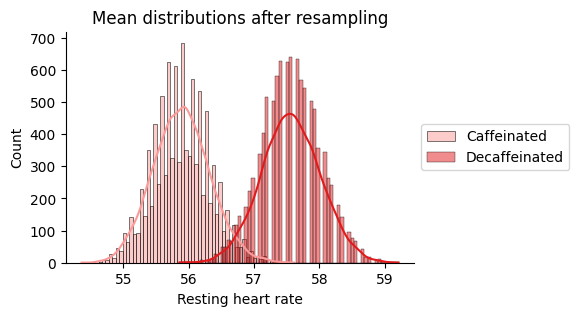 Mean distributions after resampling
Count
700
600
500
400
300
200
100
0
55
56
57
58
59
Resting heart rate
Caffeinated
Decaffeinated